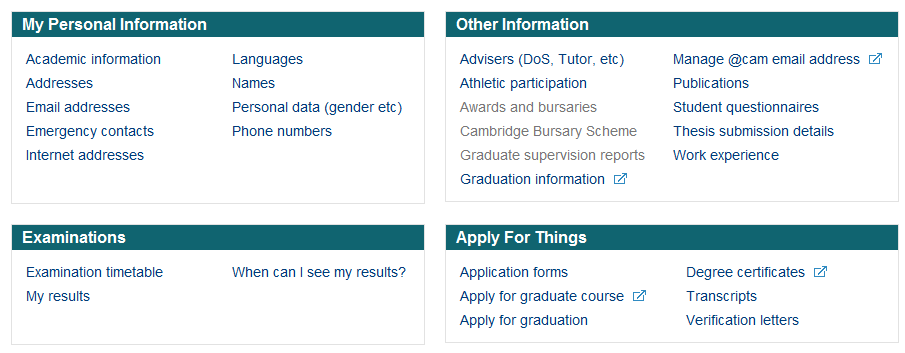 My Personal Information
Academic information
Addresses
Email addresses
Emergency contacts
Internet addresses
Languages
Names
Personal data (gender etc)
Phone numbers
Other Information
Advisers (DoS, Tutor, etc)
Athletic participation
Awards and bursaries
Cambridge Bursary Scheme
Graduate supervision reports
Graduation information
Manage @cam email address
Publications
Student questionnaires
Thesis submission details
Work experience
Examinations
Examination timetable
My results
When can I see my results?
Apply For Things
Application forms
Apply for graduate course
Apply for graduation
Degree certificates
Transcripts
Verification letters